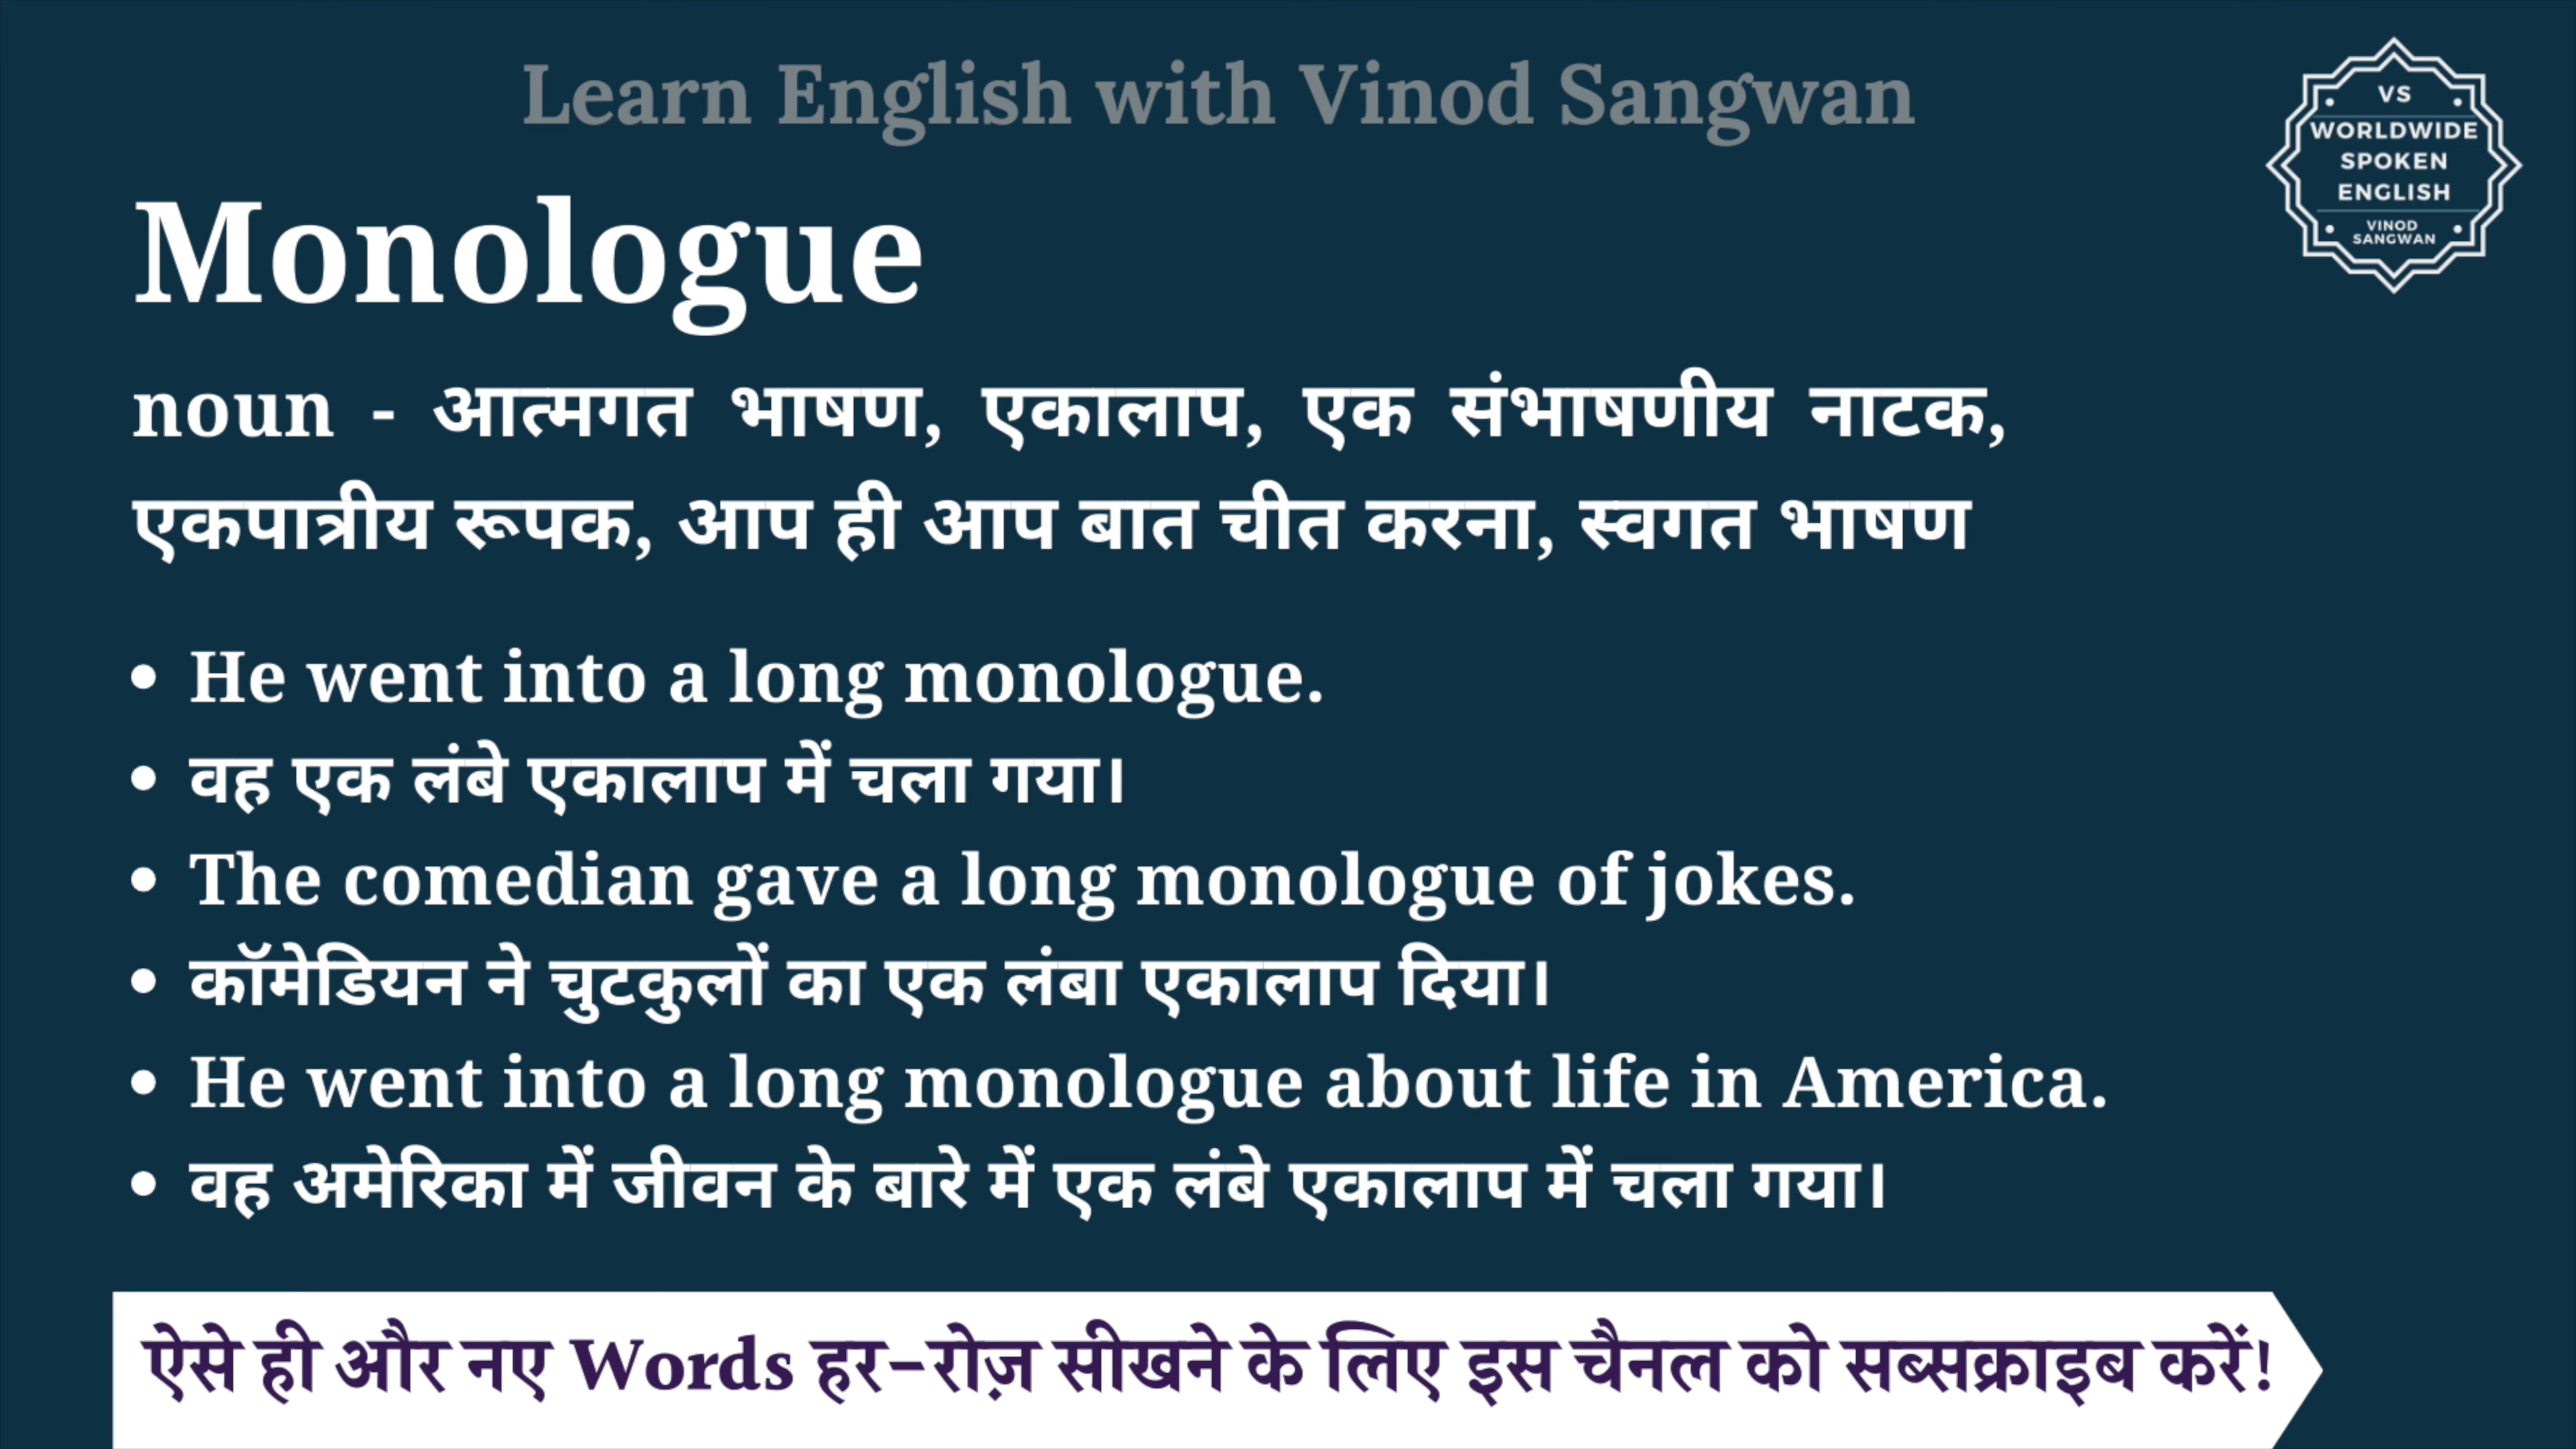 Learn English with Vinod Sangwan
VS
WORLDWIDE
SPOKEN
ENGLISH
VINOD
SANGWAN
Monologue
noun - आत्मगत भाषण, एकालाप, एक संभाषणीय नाटक,
एकपात्रीय रूपक, आप ही आप बात चीत करना, स्वगत भाषण
• He went into a long monologue.
• वह एक लंबे एकालाप में चला गया।
• The comedian gave a long monologue of jokes.
• कॉमेडियन ने चुटकुलों का एक लंबा एकालाप दिया।
• He went into a long monologue about life in America.
• वह अमेरिका में जीवन के बारे में एक लंबे एकालाप में चला गया।
ऐसे ही और नए Words हर-रोज़ सीखने के लिए इस चैनल को सब्सक्राइब करें!